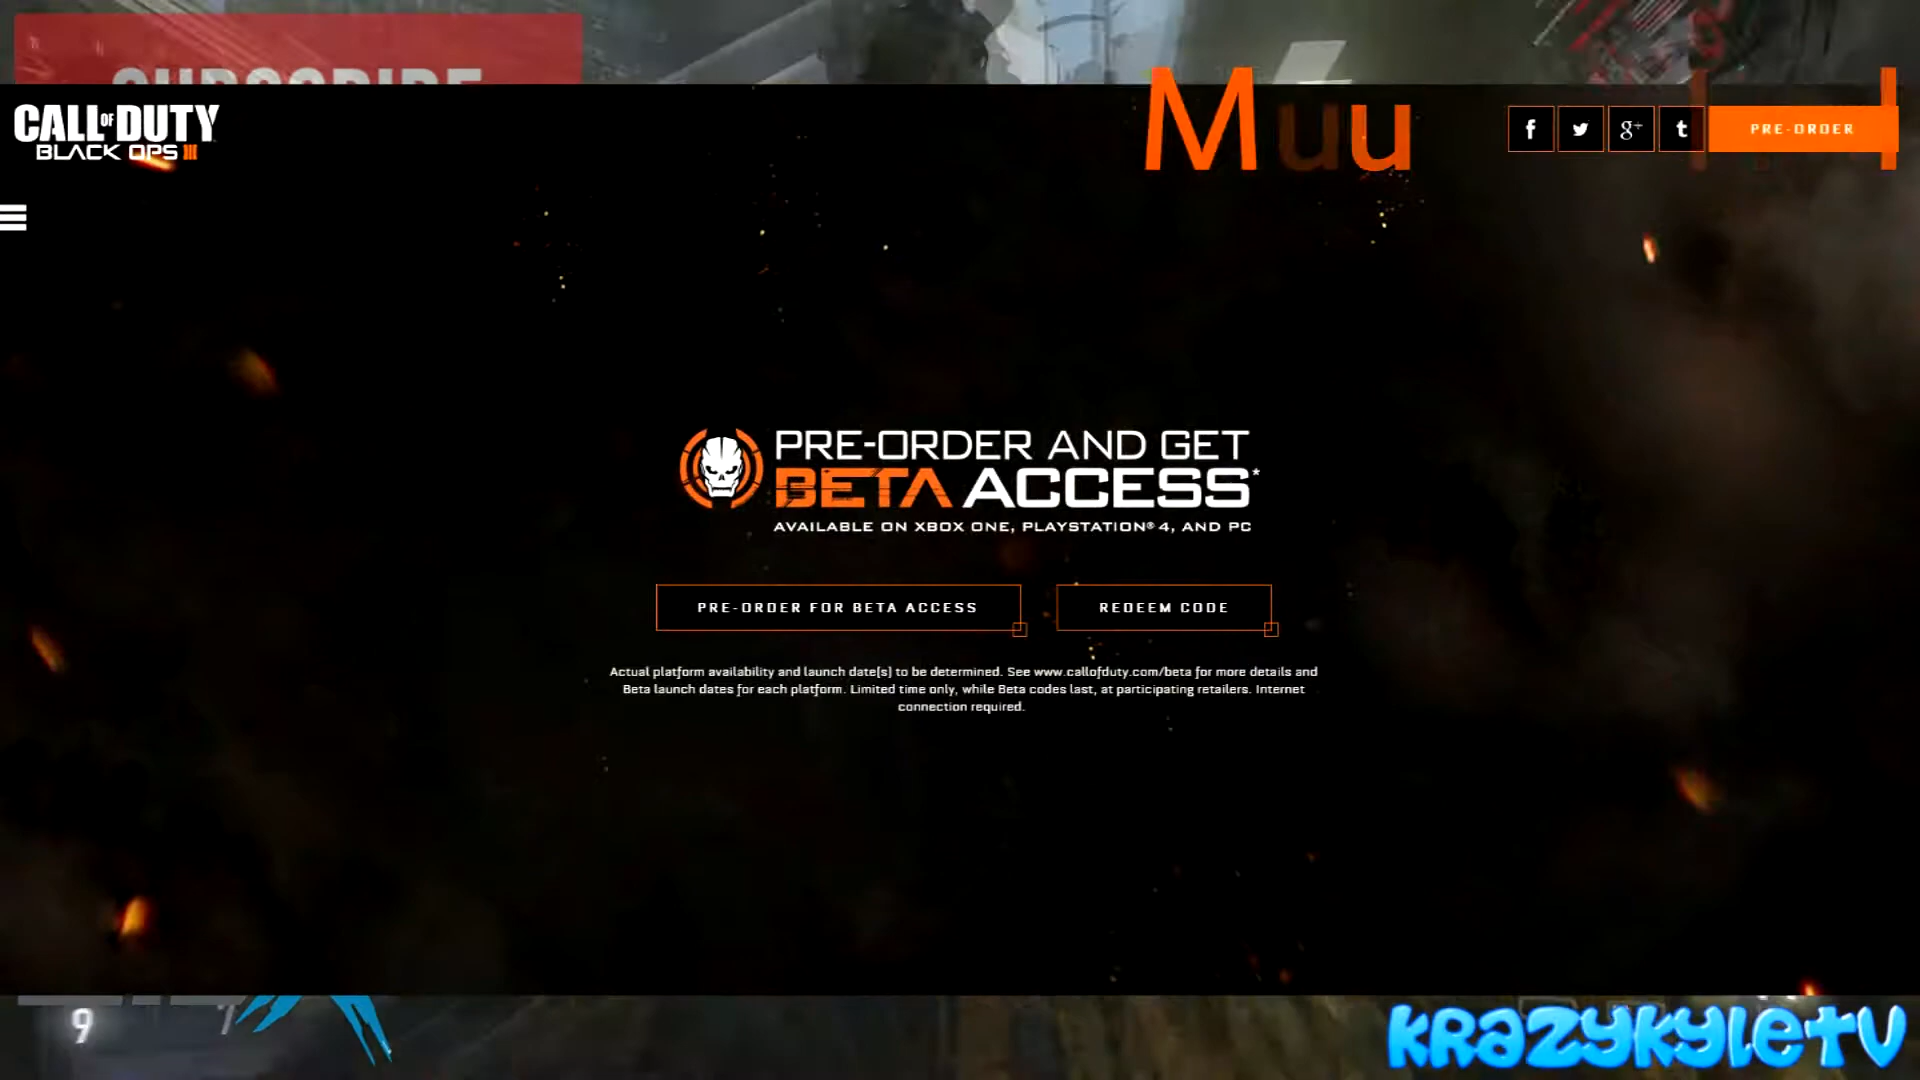 SUBSCRIBE
CALL OF DUTY
BLACK OPS III
Muu
PRE-ORDER
PRE-ORDER AND GET
BETA ACCESS*
AVAILABLE ON XBOX ONE, PLAYSTATION® 4, AND PC
PRE-ORDER FOR BETA ACCESS
REDEEM CODE
Actual platform availability and launch date(s) to be determined. See www.callofduty.com/beta for more details and
Beta launch dates for each platform. Limited time only, while Beta codes last, at participating retailers. Internet
connection required.
9
7
KRAZYKYLETV